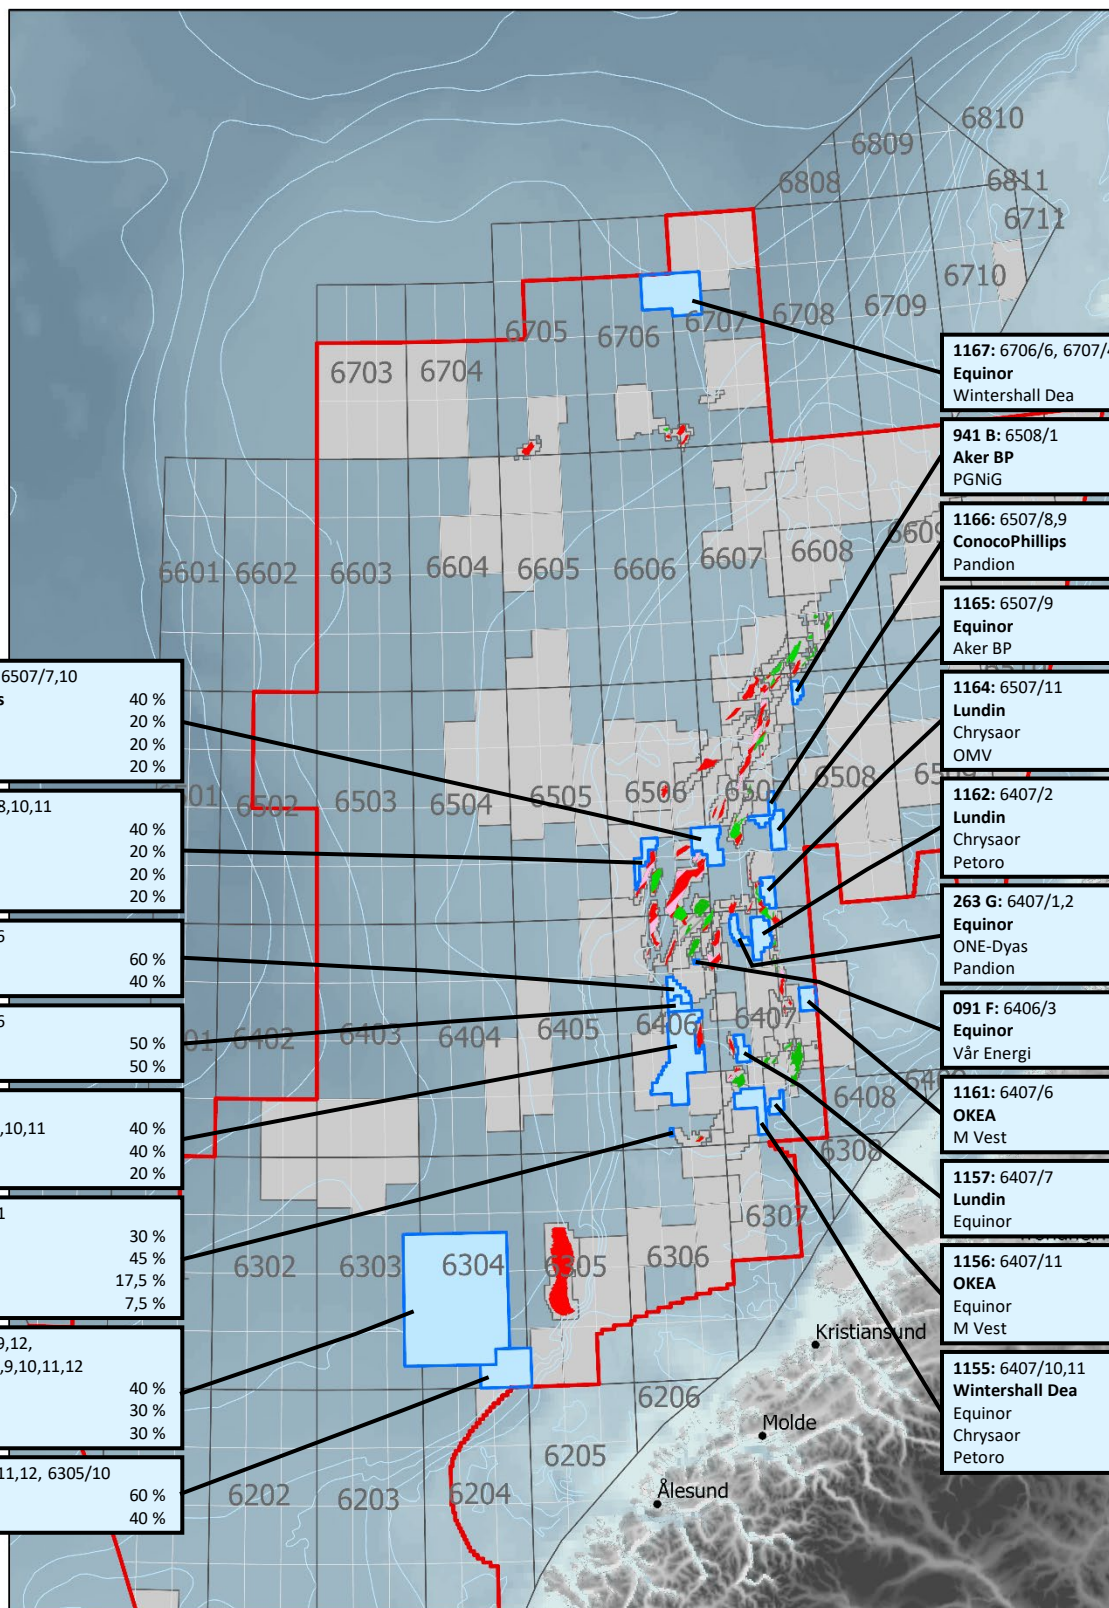 6810
6809
6808
6811
6711
6710
6709
6708
6707
6706
6705
6704
6703
1167: 6706/6, 6707/4
Equinor
Wintershall Dea
941 B: 6508/1
Aker BP
PGNiG
1166: 6507/8,9
ConocoPhillips
Pandion
1165: 6507/9
Equinor
Aker BP
1164: 6507/11
Lundin
Chrysaor
OMV
1162: 6407/2
Lundin
Chrysaor
Petoro
263 G: 6407/1,2
Equinor
ONE-Dyas
Pandion
091 F: 6406/3
Equinor
Vår Energi
1161: 6407/6
OKEA
M Vest
1157: 6407/7
Lundin
Equinor
1156: 6407/11
OKEA
Equinor
M Vest
1155: 6407/10,11
Wintershall Dea
Equinor
Chrysaor
Petoro
6601
6602
6603
6604
6605
6606
6607
6608
6609
6507/7,10
s 40 %
20 %
20 %
20 %
8,10,11
40 %
20 %
20 %
20 %
5
60 %
40 %
5
50 %
50 %
,10,11
40 %
40 %
20 %
1
30 %
45 %
17,5 %
7,5 %
9,12,
,9,10,11,12
40 %
30 %
30 %
11,12, 6305/10
60 %
40 %
6502
6503
6504
6505
6506
6508
6402
6403
6404
6405
6406
6407
6408
6308
6307
6306
6305
6304
6303
6302
6202
6203
6204
6205
6206
Kristiansund
Molde
Ålesund